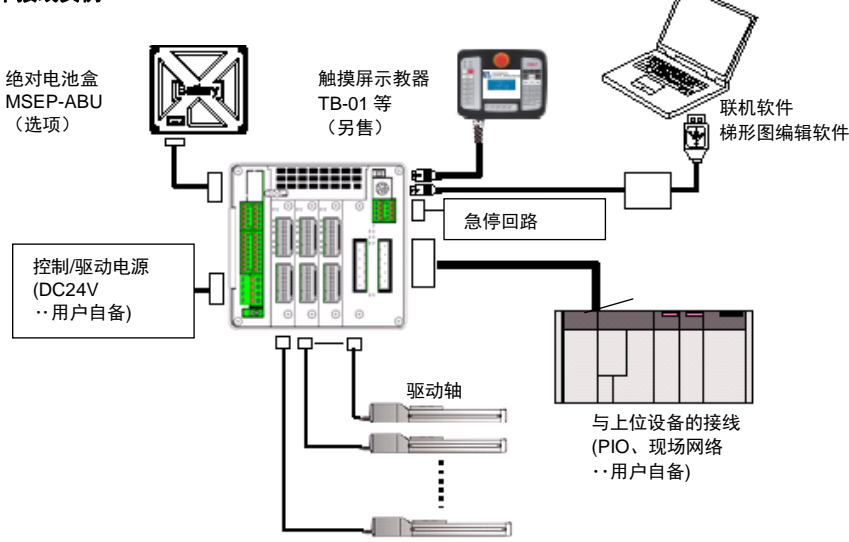 绝对电池盒
MSEP-ABU
（选项）
Battery
触摸屏示教器
TB-01 等
（另售）
联机软件
梯形图编辑软件
急停回路
控制/驱动电源
(DC24V
‥用户自备)
驱动轴
与上位设备的接线
(PIO、现场网络
‥用户自备)